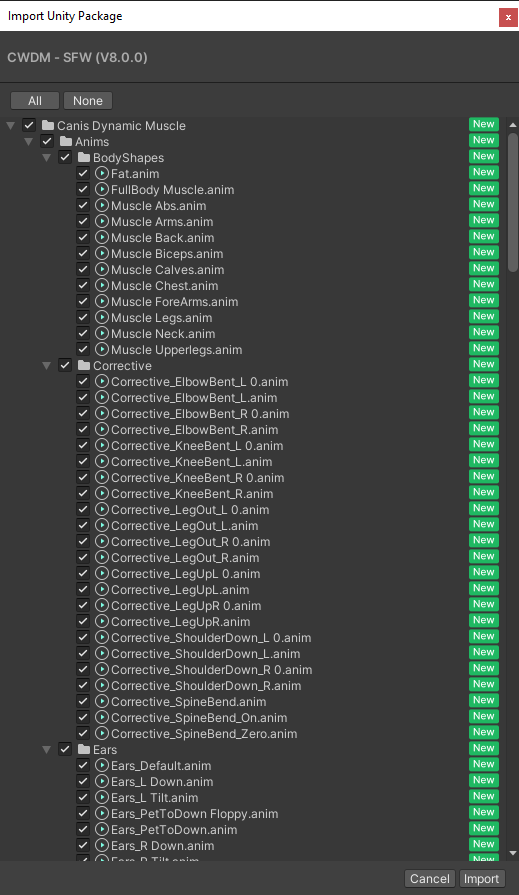 Import Unity Package
x
CWDM - SFW (V8.0.0)
All None
Canis Dynamic Muscle New
Anims New
BodyShapes New
Fat.anim New
FullBody Muscle.anim New
Muscle Abs.anim New
Muscle Arms.anim New
Muscle Back.anim New
Muscle Biceps.anim New
Muscle Calves.anim New
Muscle Chest.anim New
Muscle ForeArms.anim New
Muscle Legs.anim New
Muscle Neck.anim New
Muscle Upperlegs.anim New
Corrective New
Corrective_ElbowBent_L 0.anim New
Corrective_ElbowBent_L.anim New
Corrective_ElbowBent_R 0.anim New
Corrective_ElbowBent_R.anim New
Corrective_KneeBent_L 0.anim New
Corrective_KneeBent_L.anim New
Corrective_KneeBent_R 0.anim New
Corrective_KneeBent_R.anim New
Corrective_LegOut_L 0.anim New
Corrective_LegOut_L.anim New
Corrective_LegOut_R 0.anim New
Corrective_LegOut_R.anim New
Corrective_LegUpL 0.anim New
Corrective_LegUpL.anim New
Corrective_LegUpR 0.anim New
Corrective_LegUpR.anim New
Corrective_ShoulderDown_L 0.anim New
Corrective_ShoulderDown_L.anim New
Corrective_ShoulderDown_R 0.anim New
Corrective_ShoulderDown_R.anim New
Corrective_SpineBend.anim New
Corrective_SpineBend_On.anim New
Corrective_SpineBend_Zero.anim New
Ears New
Ears_Default.anim New
Ears_L Down.anim New
Ears_L Tilt.anim New
Ears_PetToDown Floppy.anim New
Ears_PetToDown.anim New
Ears_R Down.anim New
Ears_R Tilt.anim New
Cancel Import